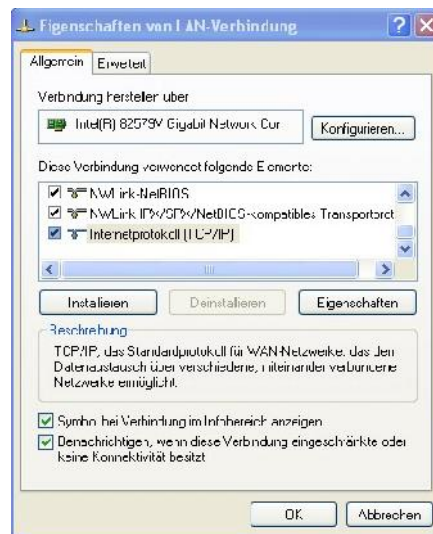 Eigenschaften von LAN-Verbindung
Allgemein Erweitert
Verbindung herstellen über
Intel(R) 82579V Gigabit Network Cor
Konfigurieren...
Diese Verbindung verwendet folgende Elemente:
NWLink-NetBIOS
NWLink IPX/SPX/NetBIOS-kompatibles Transportprot
Internetprotokoll (TCP/IP)
Installieren Deinstallieren Eigenschaften
Beschreibung
TCP/IP, das Standardprotokoll für WAN-Netzwerke, das den
Datenaustausch über verschiedene, miteinander verbundene
Netzwerke ermöglicht.
Symbol bei Verbindung im Infobereich anzeigen
Benachrichtigen, wenn diese Verbindung eingeschränkte oder
keine Konnektivität besitzt
OK Abbrechen